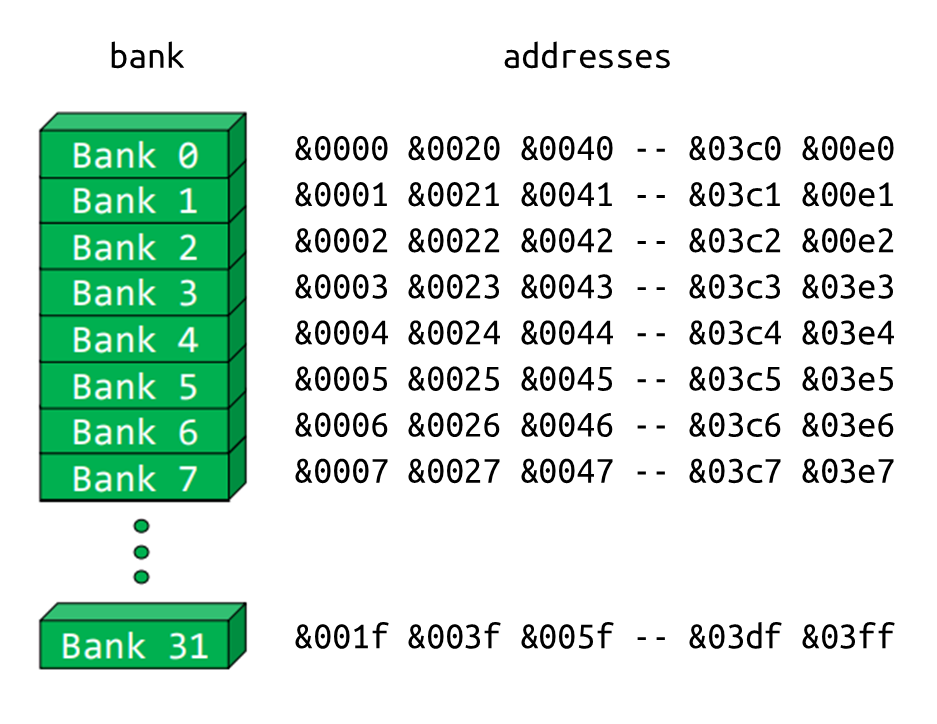 bank addresses
Bank 0 &0000 &0020 &0040 -- &03c0 &00e0
Bank 1 &0001 &0021 &0041 -- &03c1 &00e1
Bank 2 &0002 &0022 &0042 -- &03c2 &00e2
Bank 3 &0003 &0023 &0043 -- &03c3 &03e3
Bank 4 &0004 &0024 &0044 -- &03c4 &03e4
Bank 5 &0005 &0025 &0045 -- &03c5 &03e5
Bank 6 &0006 &0026 &0046 -- &03c6 &03e6
Bank 7 &0007 &0027 &0047 -- &03c7 &03e7
Bank 31 &001f &003f &005f -- &03df &03ff